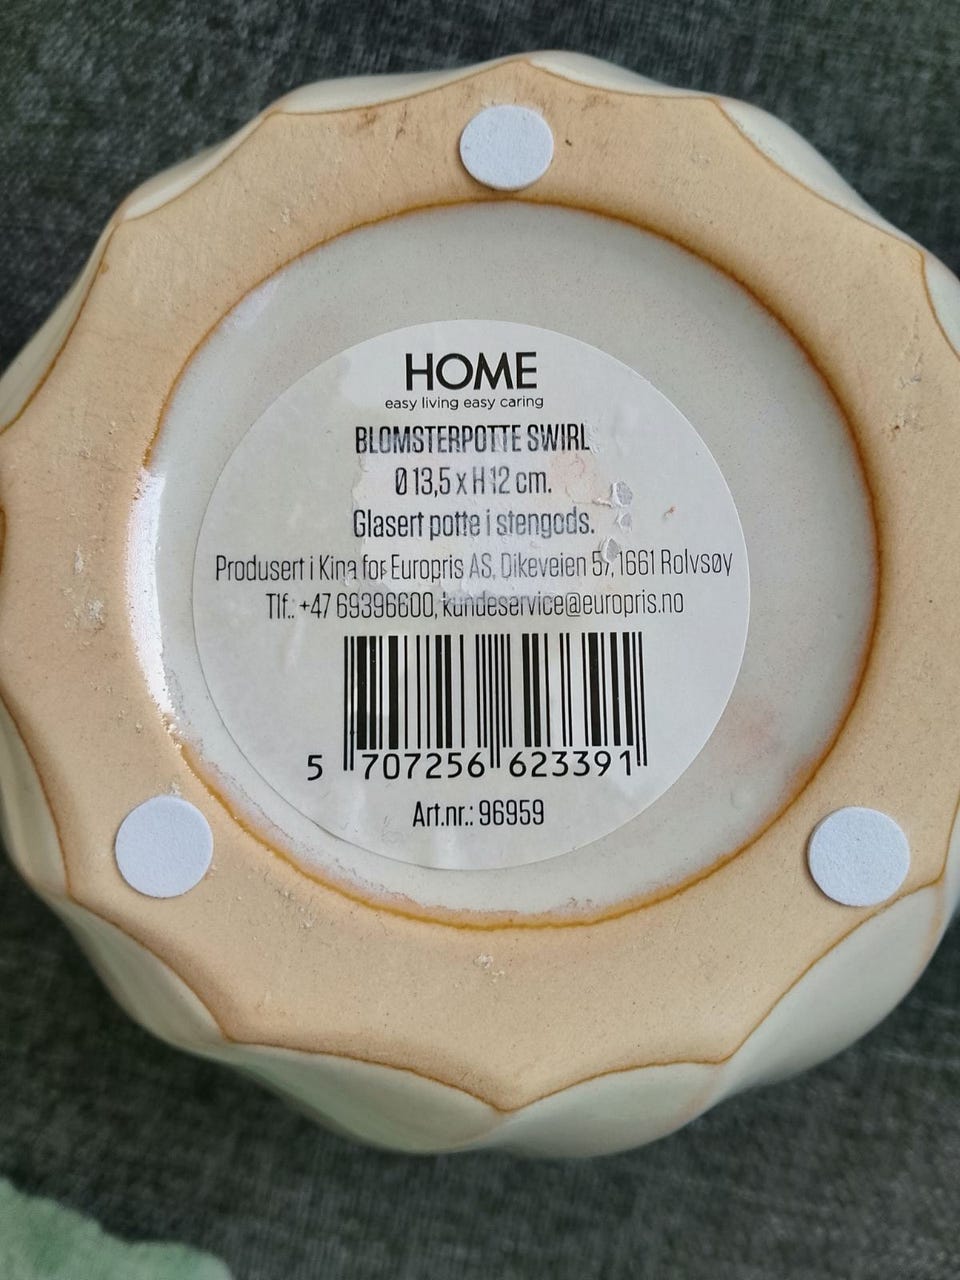 HOME
easy living easy caring
BLOMSTERPOTTE SWIRL
Ø 13,5 x H 12 cm.
Glasert potte i stengods.
Produsert i Kina for Europris AS, Dikeveien 57, 1661 Rolvsøy
Tlf.: +47 69396600, kundeservice@europris.no
5 707256 623391
Art.nr.: 96959